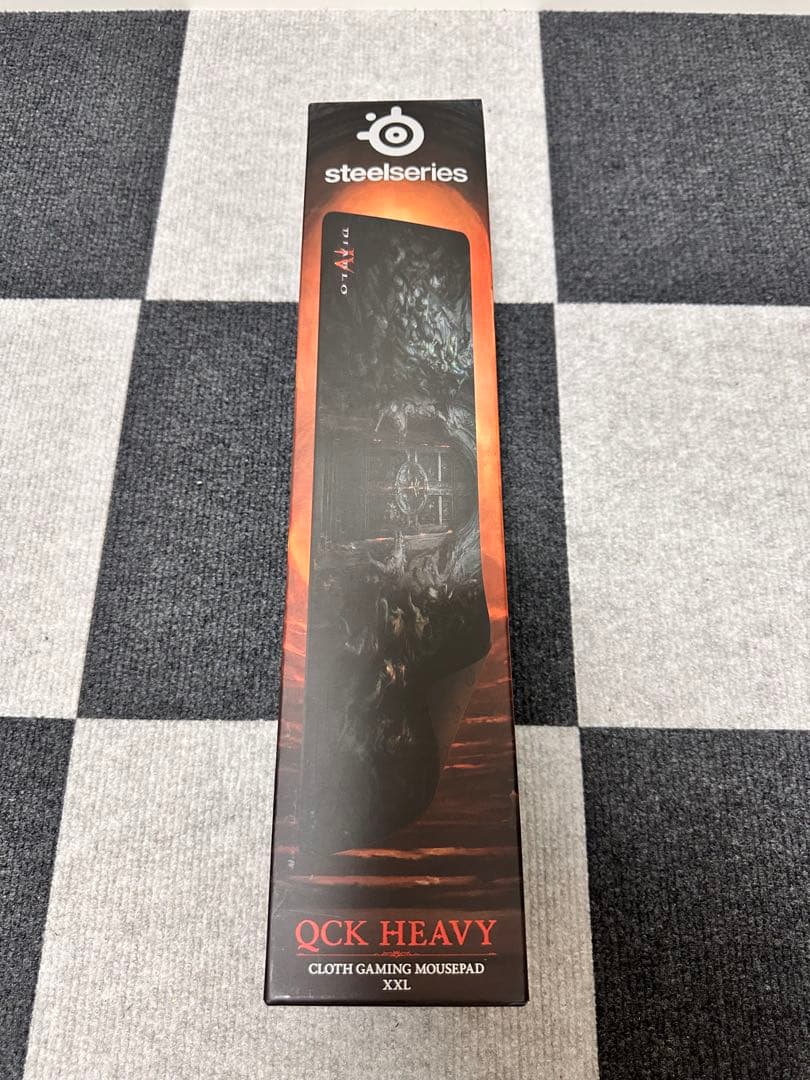 steelseries
DIABLO
IV
QCK HEAVY
CLOTH GAMING MOUSEPAD
XXL